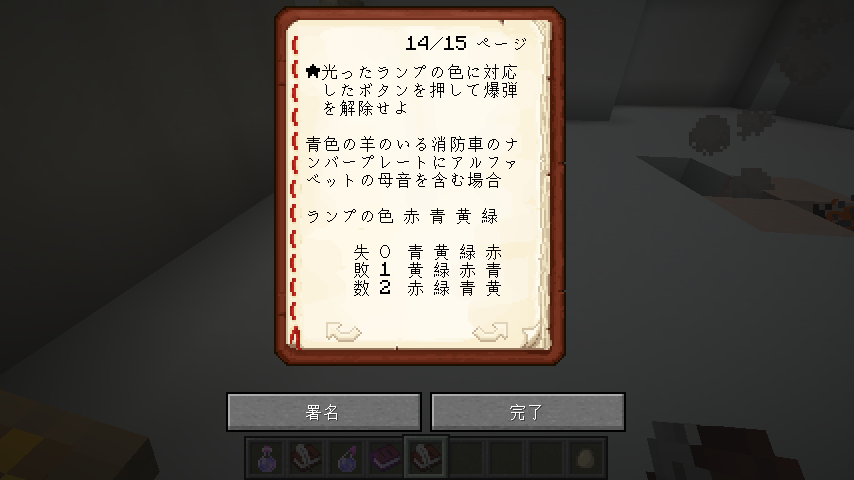 14/15 ページ
★光ったランプの色に対応
したボタンを押して爆弾
を解除せよ
青色の羊のいる消防車のナ
ンバープレートにアルファ
ベットの母音を含む場合
ランプの色 赤 青 黄 緑
失 0 青 黄 緑 赤
敗 1 黄 緑 赤 青
数 2 赤 緑 青 黄
署名
完了